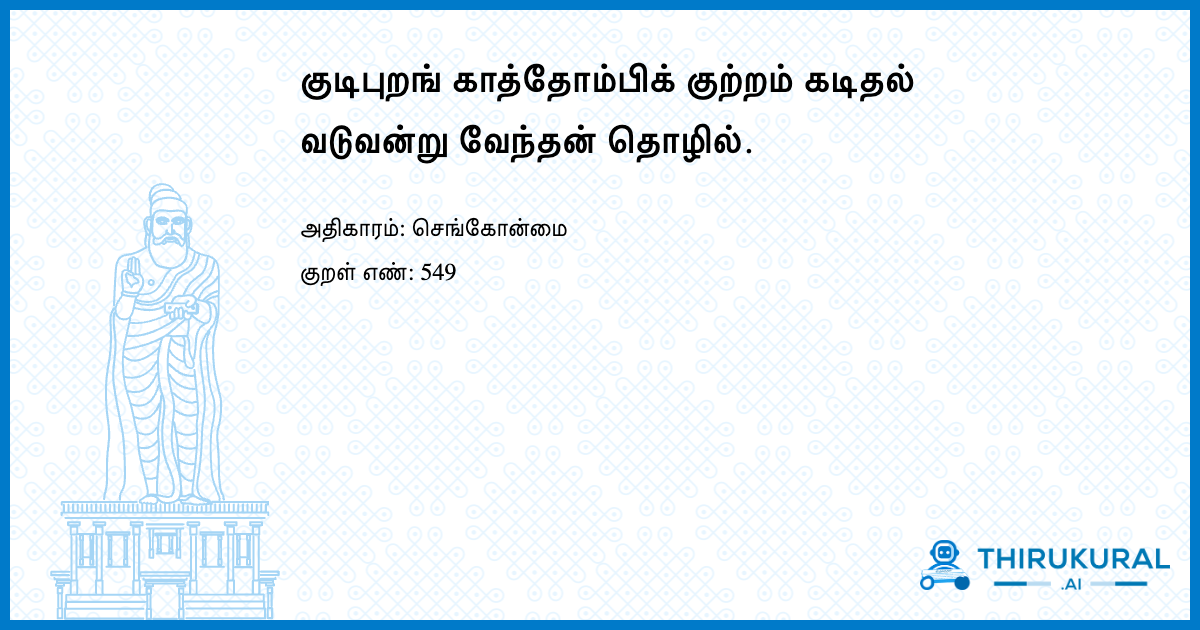 குடிபுறங் காத்தோம்பிக் குற்றம் கடிதல்
வடுவன்று வேந்தன் தொழில்.
அதிகாரம்: செங்கோன்மை
குறள் எண்: 549
THIRUKURAL
.AI